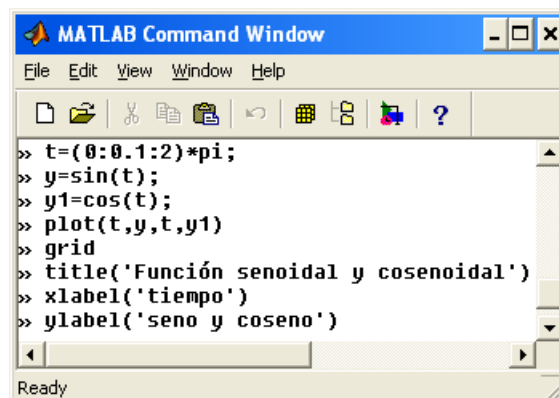 MATLAB Command Window
File Edit View Window Help
?
» t=(0:0.1:2)*pi;
» y=sin(t);
» y1=cos(t);
» plot(t,y,t,y1)
» grid
» title('Función senoidal y cosenoidal')
» xlabel('tiempo')
» ylabel('seno y coseno')
Ready